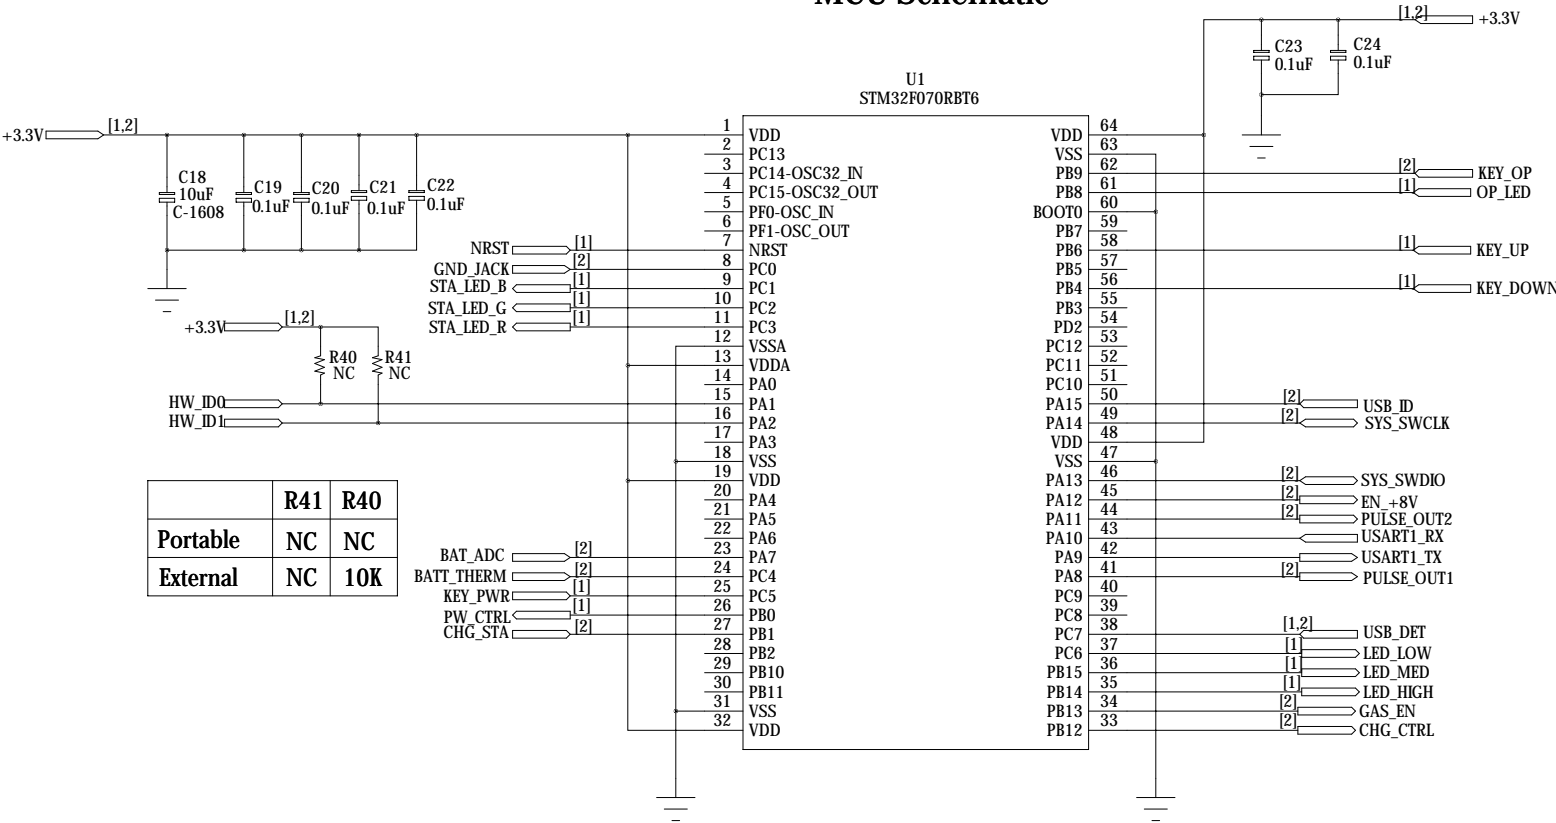 MCU Schematic
[1,2]
+3.3V
C23
0.1uF
C24
0.1uF
U1
STM32F070RBT6
+3.3V
[1,2]
C18
10uF
C-1608
C19
0.1uF
C20
0.1uF
C21
0.1uF
C22
0.1uF
1 VDD
2 PC13
3 PC14-OSC32_IN
4 PC15-OSC32_OUT
5 PF0-OSC_IN
6 PF1-OSC_OUT
NRST [1] 7 NRST
GND_JACK [2] 8 PC0
STA_LED_B [1] 9 PC1
STA_LED_G [1] 10 PC2
STA_LED_R [1] 11 PC3
12 VSSA
13 VDDA
14 PA0
HW_ID0 15 PA1
HW_ID1 16 PA2
17 PA3
18 VSS
19 VDD
20 PA4
21 PA5
22 PA6
BAT_ADC [2] 23 PA7
BATT_THERM [2] 24 PC4
KEY_PWR [1] 25 PC5
PW_CTRL [1] 26 PB0
CHG_STA [2] 27 PB1
28 PB2
29 PB10
30 PB11
31 VSS
32 VDD
+3.3V [1,2]
R40
NC
R41
NC
R41 R40
Portable NC NC
External NC 10K
VDD 64
VSS 63
PB9 62 [2] KEY_OP
PB8 61 [1] OP_LED
BOOT0 60
PB7 59
PB6 58 [1] KEY_UP
PB5 57
PB4 56 [1] KEY_DOWN
PB3 55
PD2 54
PC12 53
PC11 52
PC10 51
PA15 50 [2] USB_ID
PA14 49 [2] SYS_SWCLK
VDD 48
VSS 47
PA13 46 [2] SYS_SWDIO
PA12 45 [2] EN_+8V
PA11 44 [2] PULSE_OUT2
PA10 43 USART1_RX
PA9 42 USART1_TX
PA8 41 [2] PULSE_OUT1
PC9 40
PC8 39
PC7 38 [1,2] USB_DET
PC6 37 [1] LED_LOW
PB15 36 [1] LED_MED
PB14 35 [1] LED_HIGH
PB13 34 [2] GAS_EN
PB12 33 [2] CHG_CTRL